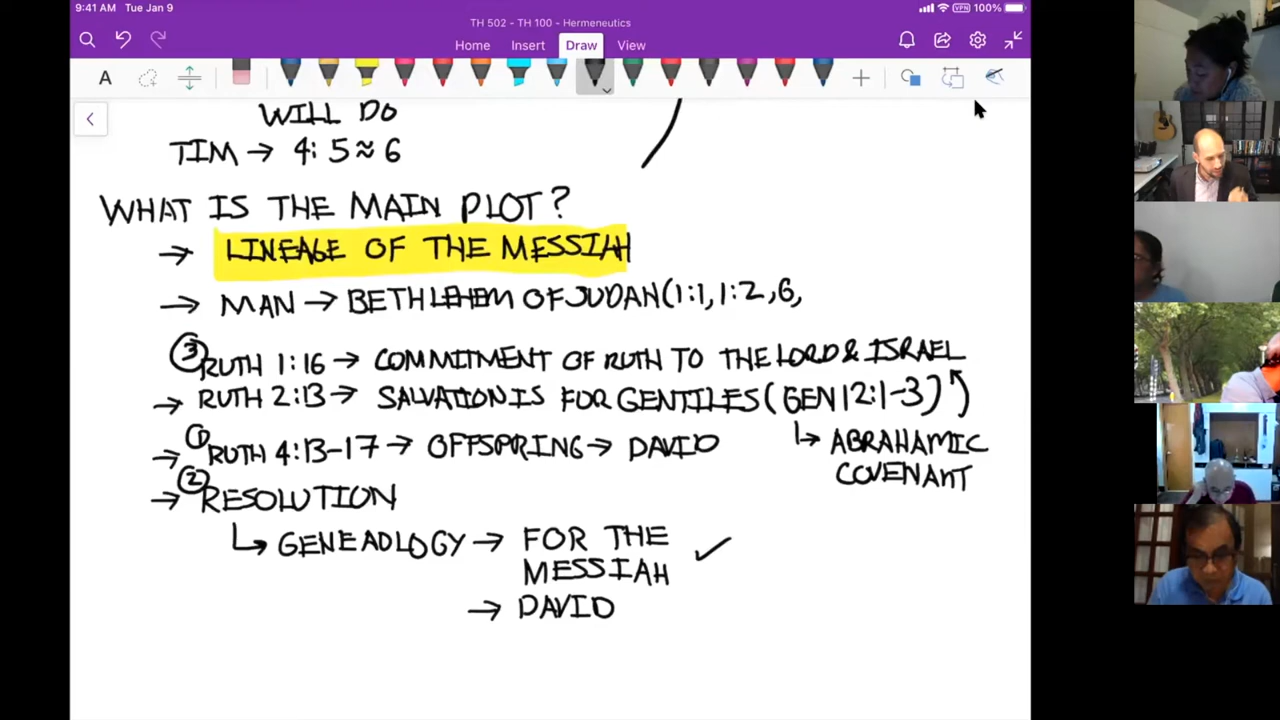 9:41 AM Tue Jan 9
VPN 100%
TH 502 - TH 100 - Hermeneutics
Home Insert Draw View
A
WILL DO
TIM → 4: 5 ≈ 6
WHAT IS THE MAIN PLOT?
→ LINEAGE OF THE MESSIAH
→ MAN → BETHLEHEM OF JUDAH (1:1, 1:2, 6,
③ RUTH 1:16 → COMMITMENT OF RUTH TO THE LORD & ISRAEL
→ RUTH 2:13 → SALVATION IS FOR GENTILES (GEN 12:1-3)
↳ ABRAHAMIC
COVENANT
→ ① RUTH 4:13-17 → OFFSPRING → DAVID
→ ② RESOLUTION
↳ GENEADLOGY → FOR THE
MESSIAH ✓
→ DAVID